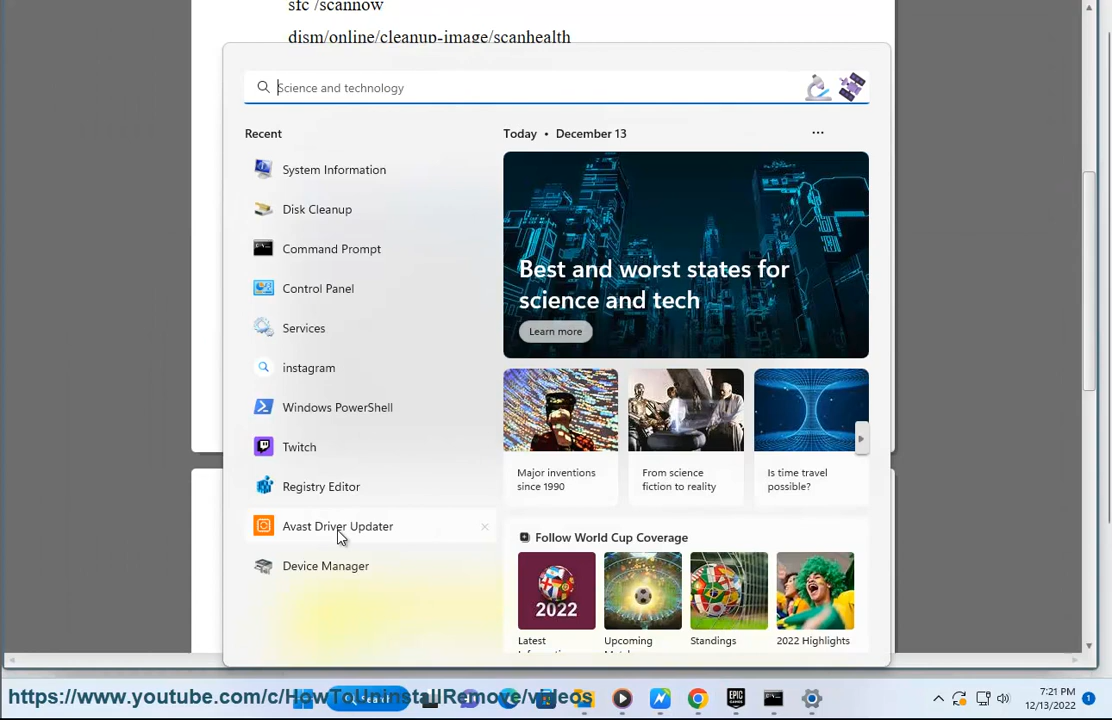 sfc /scannow
dism/online/cleanup-image/scanhealth
Science and technology
Recent
System Information
Disk Cleanup
Command Prompt
Control Panel
Services
instagram
Windows PowerShell
Twitch
Registry Editor
Avast Driver Updater
Device Manager
Today • December 13
Best and worst states for
science and tech
Learn more
Major inventions
since 1990
From science
fiction to reality
Is time travel
possible?
Follow World Cup Coverage
2022
Latest
Upcoming
Standings
2022 Highlights
https://www.youtube.com/c/HowToUninstallRemove/videos
EPIC
7:21 PM
12/13/2022
1